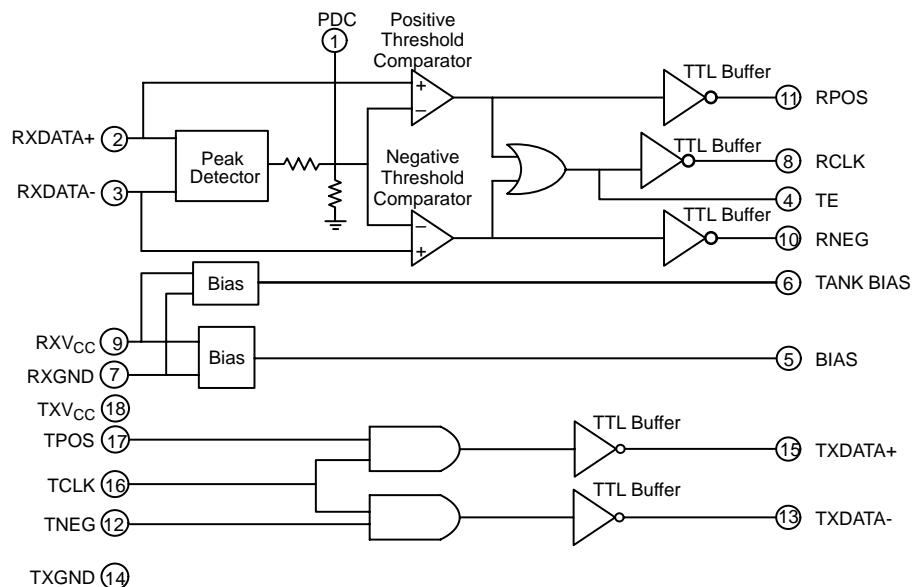 PDC
1
Positive
Threshold
Comparator
+
−
TTL Buffer
11 RPOS
RXDATA+ 2
Peak
Detector
RXDATA- 3
Negative
Threshold
Comparator
−
+
TTL Buffer
8 RCLK
4 TE
TTL Buffer
10 RNEG
Bias
6 TANK BIAS
RXVCC 9
Bias
5 BIAS
RXGND 7
TXVCC 18
TPOS 17
TTL Buffer
15 TXDATA+
TCLK 16
TTL Buffer
TNEG 12
13 TXDATA-
TXGND 14